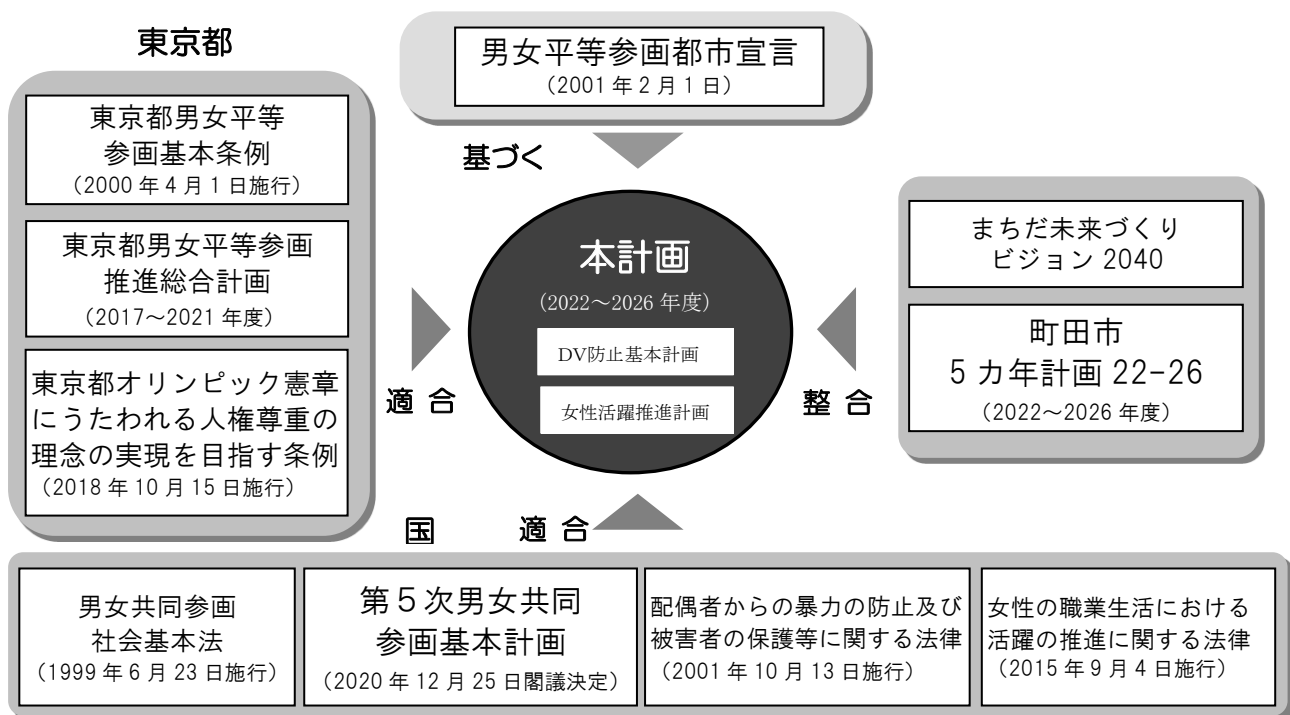 東京都
東京都男女平等
参画基本条例
（2000年4月1日施行）
東京都男女平等参画
推進総合計画
（2017～2021年度）
東京都オリンピック憲章
にうたわれる人権尊重の
理念の実現を目指す条例
（2018年10月15日施行）
男女平等参画都市宣言
（2001年2月1日）
基づく
本計画
（2022～2026年度）
DV防止基本計画
女性活躍推進計画
適合
整合
まちだ未来づくり
ビジョン2040
町田市
5カ年計画22-26
（2022～2026年度）
国
適合
男女共同参画
社会基本法
（1999年6月23日施行）
第５次男女共同
参画基本計画
（2020年12月25日閣議決定）
配偶者からの暴力の防止及び
被害者の保護等に関する法律
（2001年10月13日施行）
女性の職業生活における
活躍の推進に関する法律
（2015年9月4日施行）